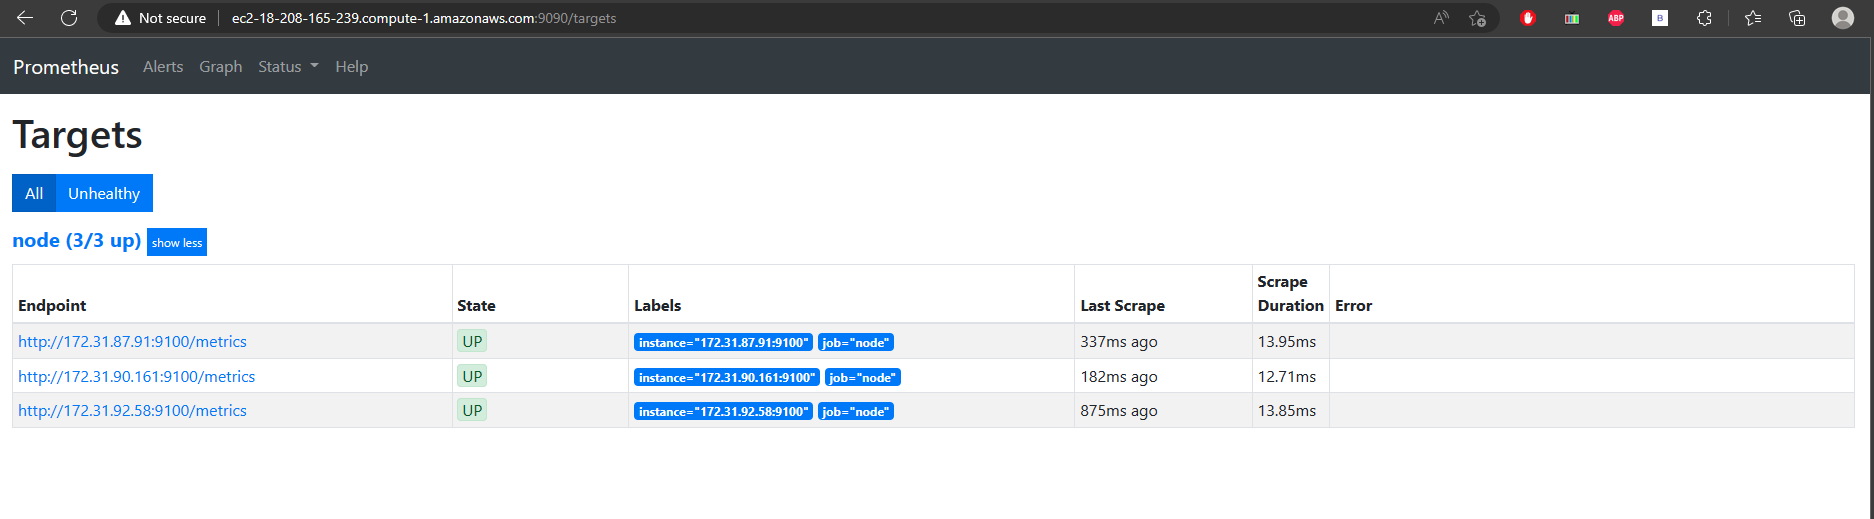 Not secure ec2-18-208-165-239.compute-1.amazonaws.com:9090/targets
ABP
B
Prometheus Alerts Graph Status Help
Targets
All Unhealthy
node (3/3 up) show less
Endpoint State Labels Last Scrape Scrape Duration Error
http://172.31.87.91:9100/metrics UP instance="172.31.87.91:9100" job="node" 337ms ago 13.95ms
http://172.31.90.161:9100/metrics UP instance="172.31.90.161:9100" job="node" 182ms ago 12.71ms
http://172.31.92.58:9100/metrics UP instance="172.31.92.58:9100" job="node" 875ms ago 13.85ms